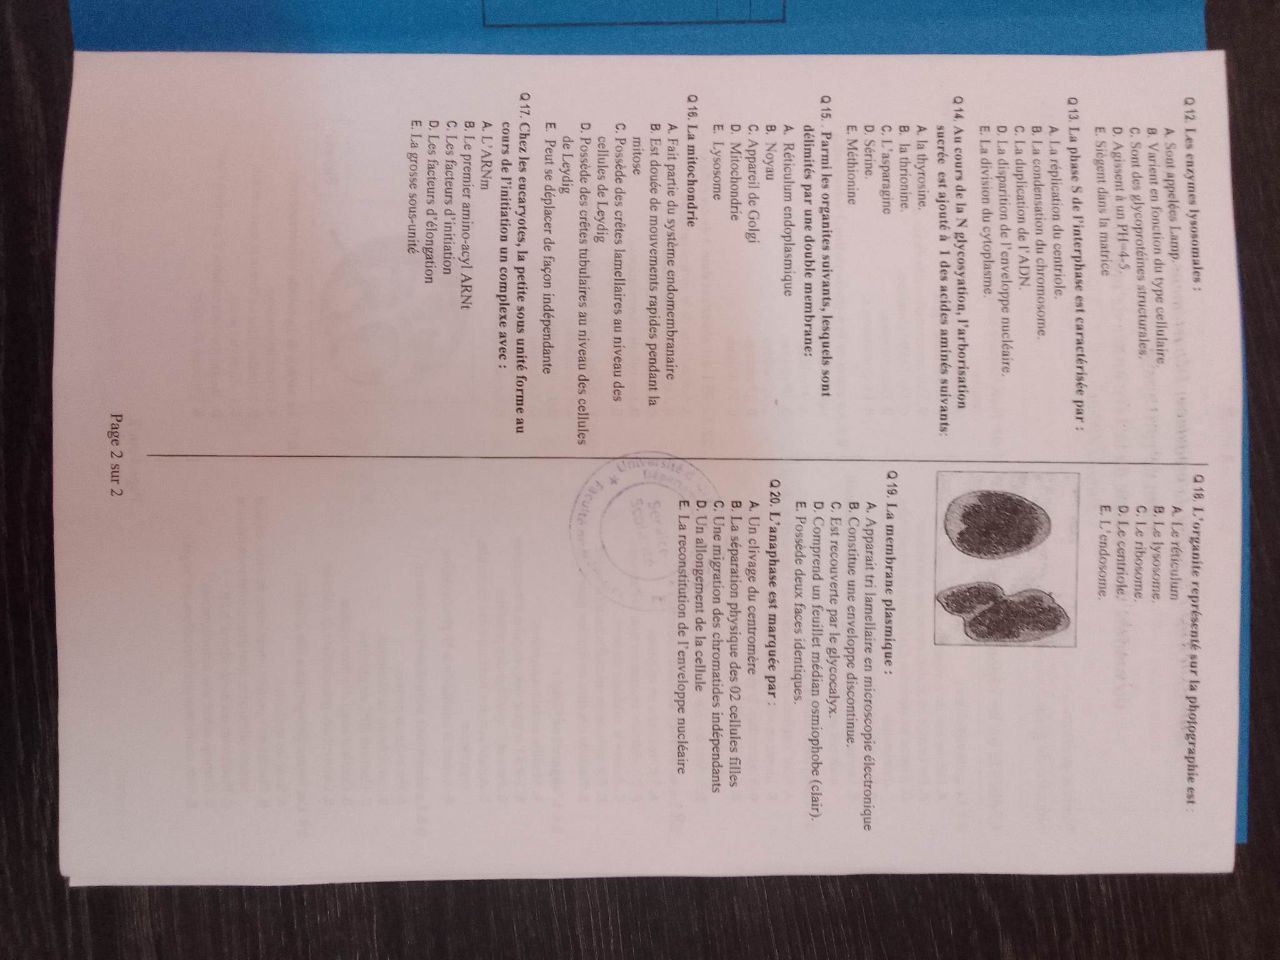 Q 12. Les enzymes lysosomales :
A. Sont appelées Lamp.
B. Varient en fonction du type cellulaire.
C. Sont des glycoprotéines structurales.
D. Agissent à un PH=4-5.
E. Siègent dans la matrice
Q 13. La phase S de l'interphase est caractérisée par :
A. La réplication du centriole.
B. La condensation du chromosome.
C. La duplication de l'ADN.
D. La disparition de l'enveloppe nucléaire.
E. La division du cytoplasme.
Q 14. Au cours de la N glycosyation, l'arborisation
sucrée est ajouté à 1 des acides aminés suivants:
A. la thyrosine.
B. la thrionine.
C. L'asparagine
D. Sérine.
E. Méthionine
Q 15. . Parmi les organites suivants, lesquels sont
délimités par une double membrane:
A. Réticulum endoplasmique
B. Noyau
C. Appareil de Golgi
D. Mitochondrie
E. Lysosome
Q 16. La mitochondrie
A. Fait partie du système endomembranaire
B. Est douée de mouvements rapides pendant la
mitose
C. Possède des crêtes lamellaires au niveau des
cellules de Leydig
D. Possède des crêtes tubulaires au niveau des cellules
de Leydig
E. Peut se déplacer de façon indépendante
Q 17. Chez les eucaryotes, la petite sous unité forme au
cours de l'initiation un complexe avec :
A. L'ARNm
B. Le premier amino-acyl ARNt
C. Les facteurs d'initiation
D. Les facteurs d'élongation
E. La grosse sous-unité
Q 18. L'organite représenté sur la photographie est :
A. Le réticulum
B. Le lysosome.
C. Le ribosome.
D. Le centriole.
E. L'endosome.
Q 19. La membrane plasmique :
A. Apparait tri lamellaire en microscopie électronique
B. Constitue une enveloppe discontinue.
C. Est recouverte par le glycocalyx.
D. Comprend un feuillet médian osmiophobe (clair).
E. Possède deux faces identiques.
Q 20. L'anaphase est marquée par :
A. Un clivage du centromère
B. La séparation physique des 02 cellules filles
C. Une migration des chromatides indépendants
D. Un allongement de la cellule
E. La reconstitution de l'enveloppe nucléaire
Service
Scolarité
Université
Faculté
Page 2 sur 2